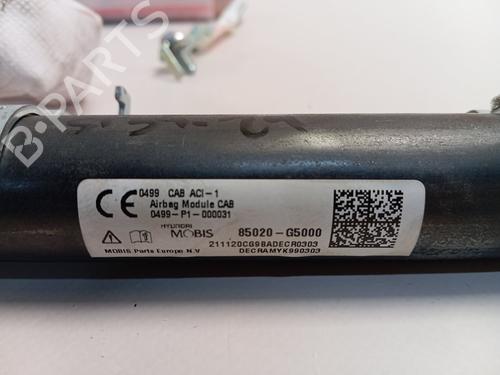 B-PARTS
0499 CAB ACI-1
Airbag Module CAB
CE 0499-P1-000031
HYUNDAI
MOBIS 85020-G5000
211120CG9BADECR0303
MOBIS Parts Europe N.V DECRAMYK990303